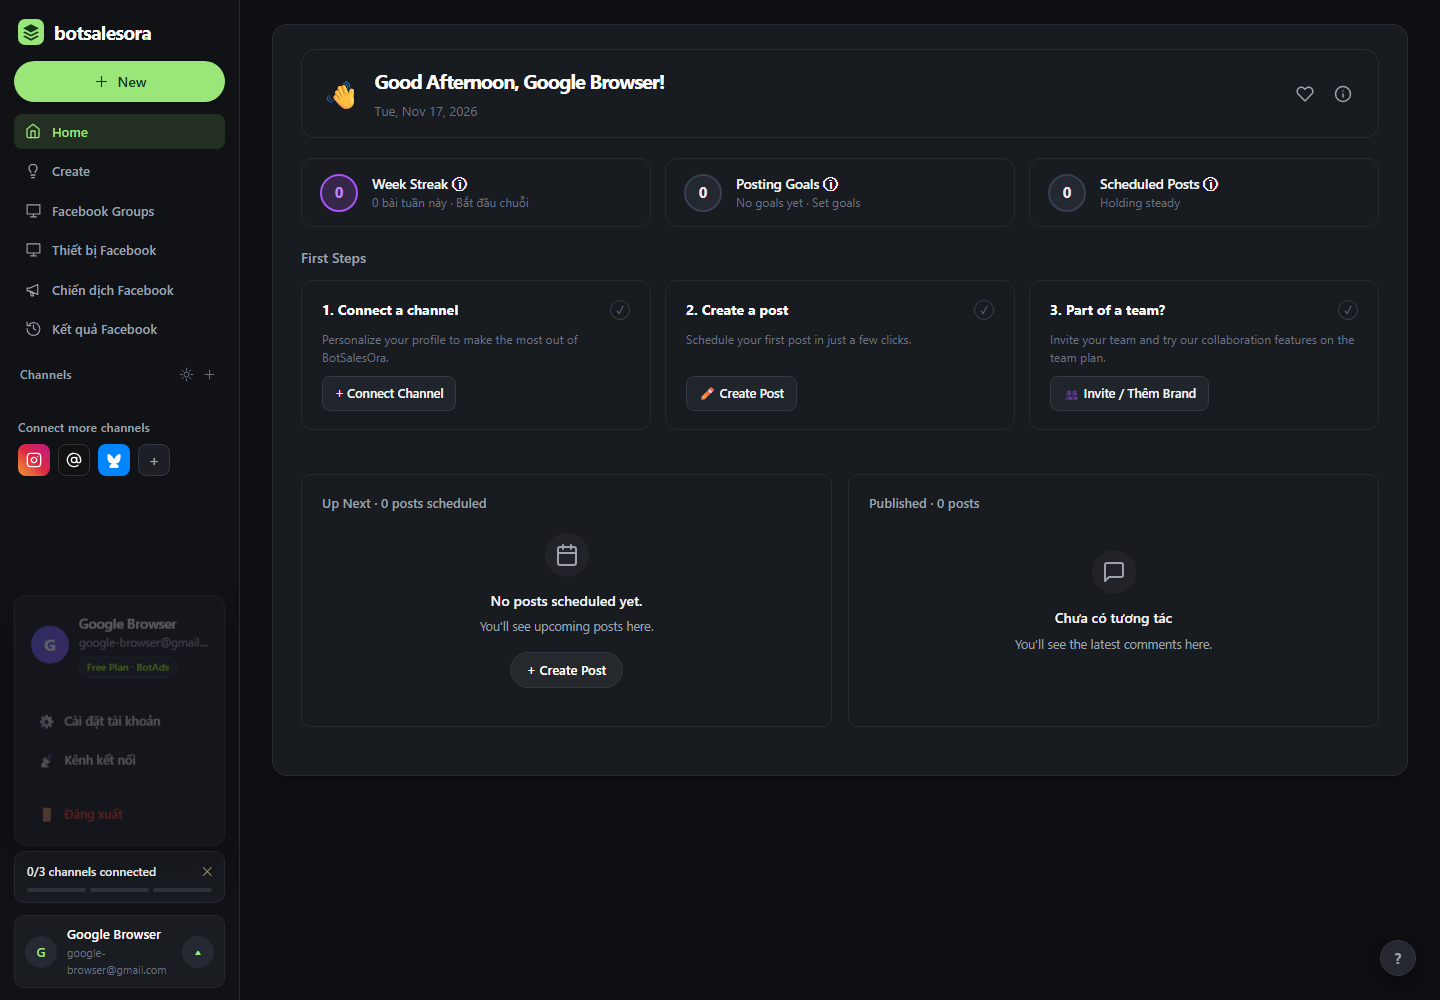 botsalesora
+ New
Home
Create
Facebook Groups
Thiết bị Facebook
Chiến dịch Facebook
Kết quả Facebook
Channels
Connect more channels
+
Google Browser
G
google-browser@gmail...
Free Plan · BotAds
Cài đặt tài khoản
Kênh kết nối
Đăng xuất
0/3 channels connected
G
Google Browser
google-
browser@gmail.com
Good Afternoon, Google Browser!
Tue, Nov 17, 2026
0
Week Streak ⓘ
0 bài tuần này · Bắt đầu chuỗi
0
Posting Goals ⓘ
No goals yet · Set goals
0
Scheduled Posts ⓘ
Holding steady
First Steps
1. Connect a channel ✓
Personalize your profile to make the most out of
BotSalesOra.
+ Connect Channel
2. Create a post ✓
Schedule your first post in just a few clicks.
Create Post
3. Part of a team? ✓
Invite your team and try our collaboration features on the
team plan.
Invite / Thêm Brand
Up Next · 0 posts scheduled
No posts scheduled yet.
You'll see upcoming posts here.
+ Create Post
Published · 0 posts
Chưa có tương tác
You'll see the latest comments here.
?